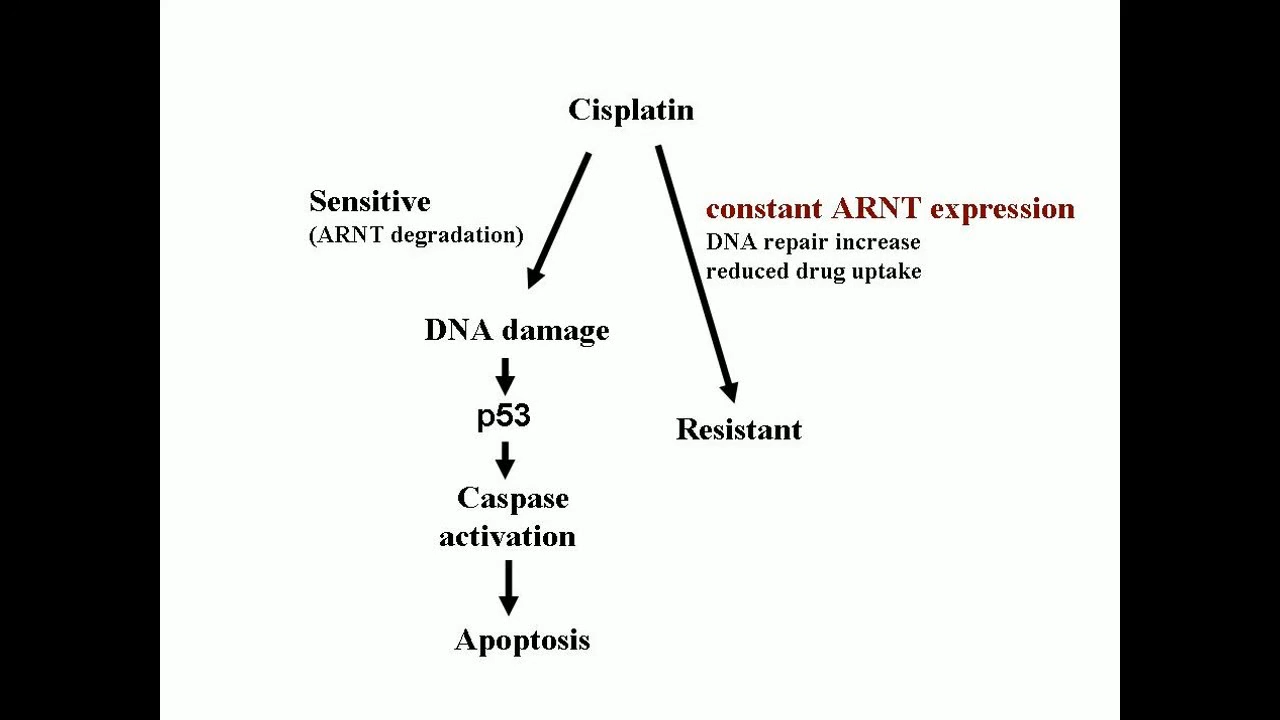 Cisplatin
Sensitive
(ARNT degradation)
constant ARNT expression
DNA repair increase
reduced drug uptake
DNA damage
p53
Resistant
Caspase
activation
Apoptosis